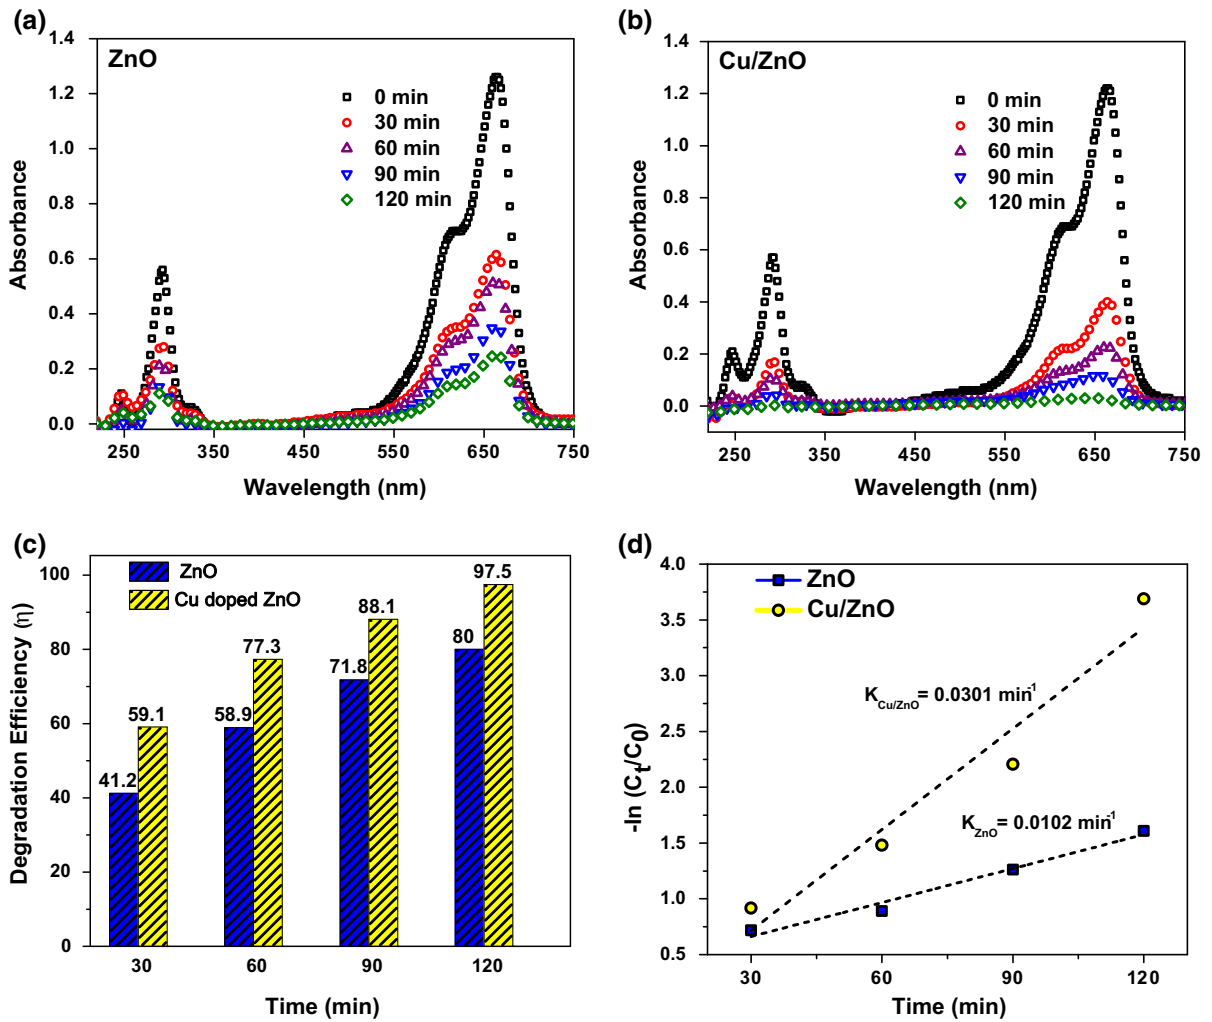 (a)
ZnO
0 min
30 min
60 min
90 min
120 min
1.4
1.2
1.0
0.8
0.6
0.4
0.2
0.0
Absorbance
250 350 450 550 650 750
Wavelength (nm)
(b)
Cu/ZnO
0 min
30 min
60 min
90 min
120 min
1.4
1.2
1.0
0.8
0.6
0.4
0.2
0.0
Absorbance
250 350 450 550 650 750
Wavelength (nm)
(c)
ZnO
Cu doped ZnO
100
80
60
40
20
0
Degradation Efficiency (η)
41.2 59.1 58.9 77.3 71.8 88.1 80 97.5
30 60 90 120
Time (min)
(d)
ZnO
Cu/ZnO
4.0
3.5
3.0
2.5
2.0
1.5
1.0
0.5
-ln (Ct/C0)
KCu/ZnO= 0.0301 min-1
KZnO= 0.0102 min-1
30 60 90 120
Time (min)